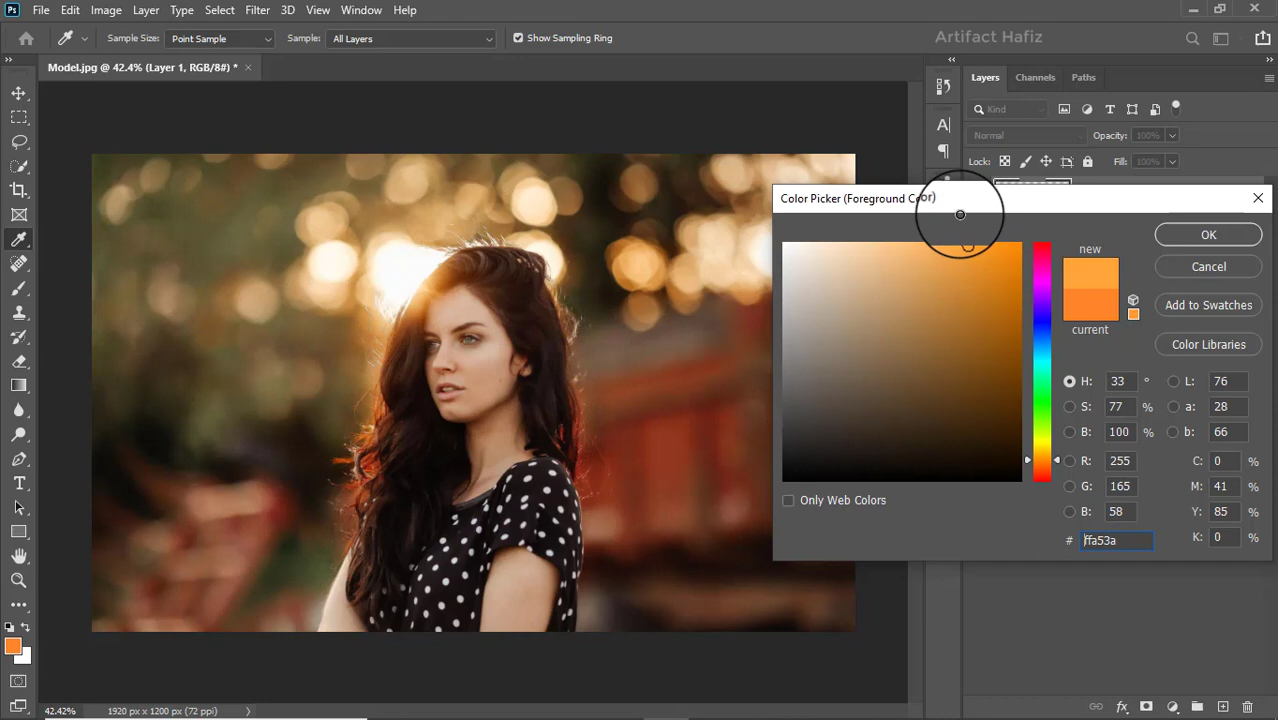 Ps File Edit Image Layer Type Select Filter 3D View Window Help
Sample Size: Point Sample Sample: All Layers Show Sampling Ring Artifact Hafiz
Model.jpg @ 42.4% (Layer 1, RGB/8#) * ×
Layers Channels Paths
Kind
Normal Opacity: 100%
Lock: Fill: 100%
Color Picker (Foreground Color)
new
current
OK
Cancel
Add to Swatches
Color Libraries
H: 33 ° L: 76
S: 77 % a: 28
B: 100 % b: 66
R: 255 C: 0 %
G: 165 M: 41 %
B: 58 Y: 85 %
# ffa53a K: 0 %
Only Web Colors
42.42% 1920 px x 1200 px (72 ppi)